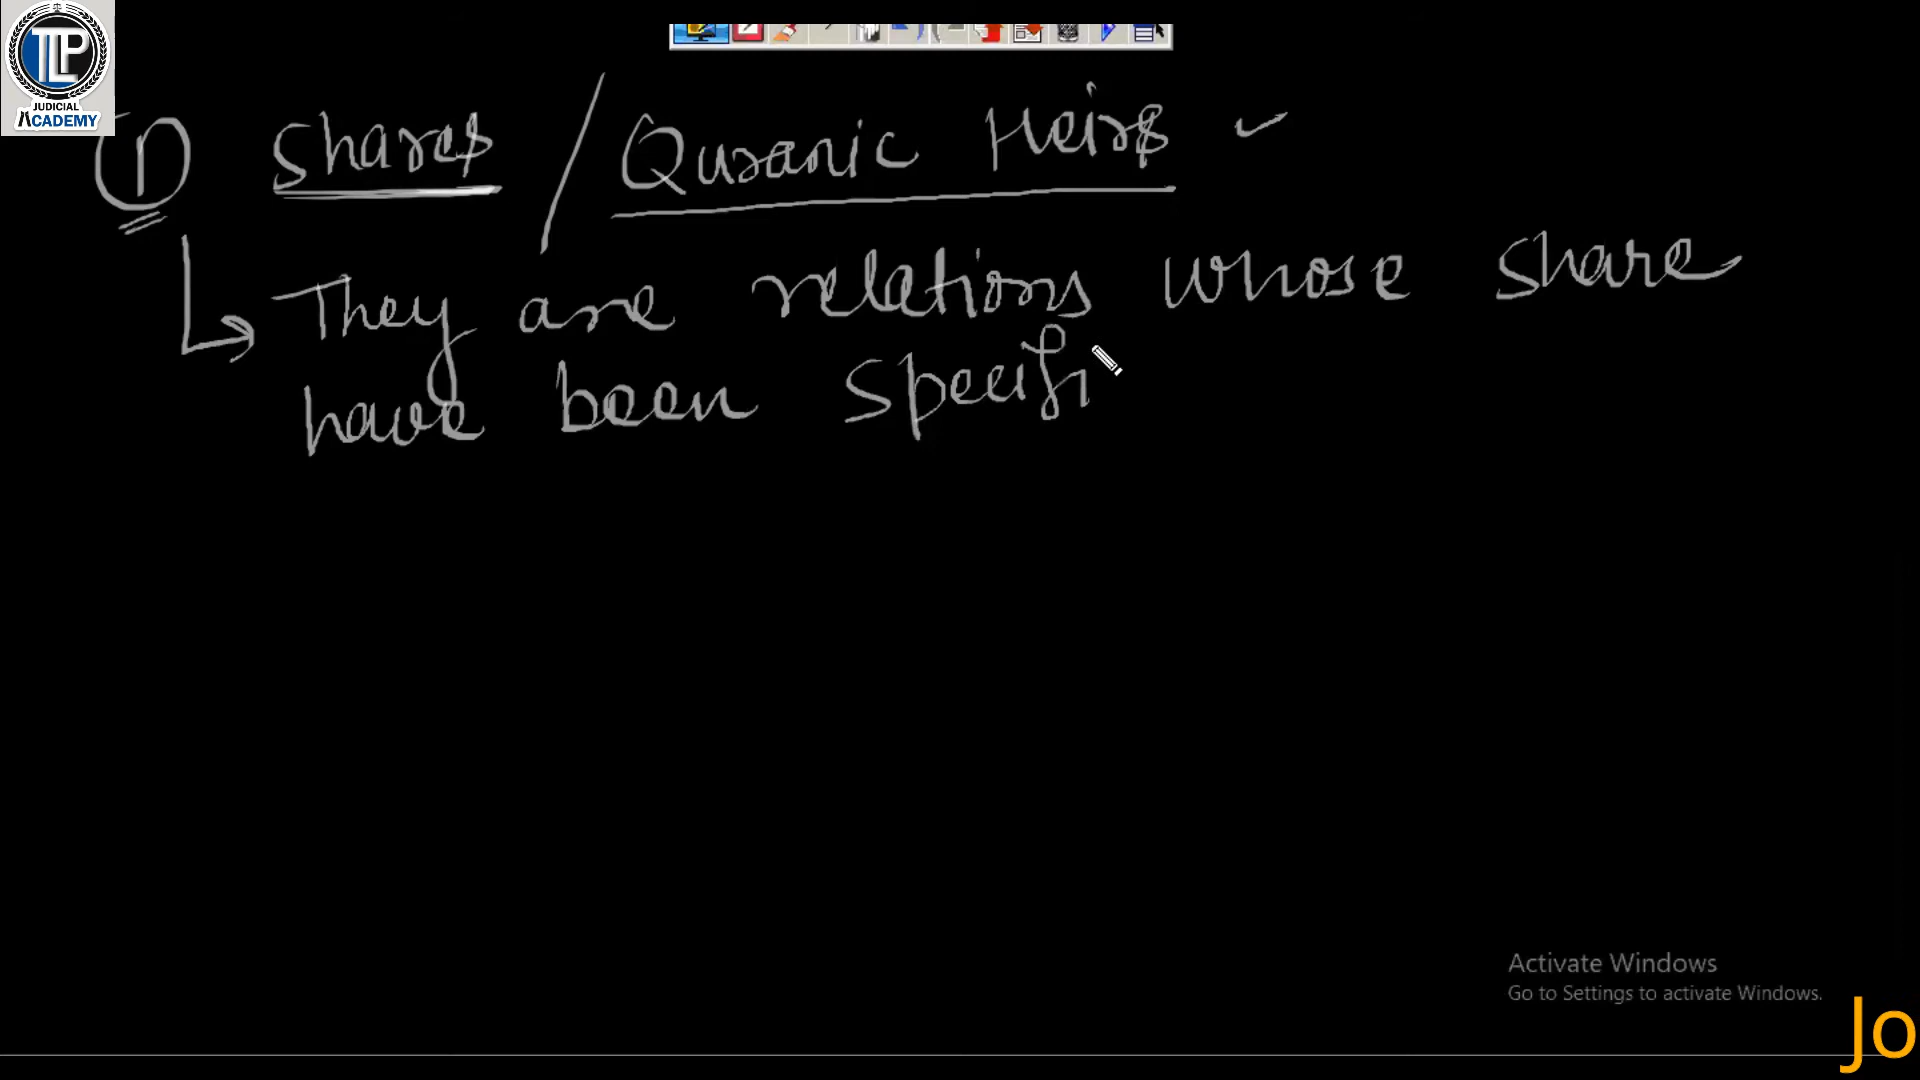 TLP
JUDICIAL
ACADEMY
① Shares / Quranic Heirs
They are relations whose share
have been Specifi
Activate Windows
Go to Settings to activate Windows.
Jo